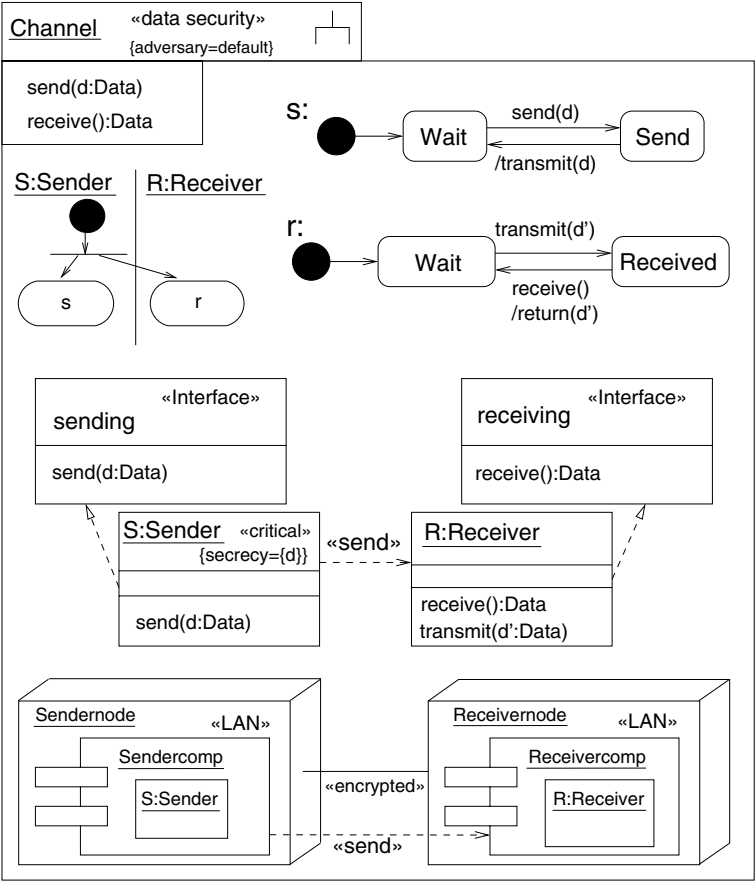 Channel
«data security»
{adversary=default}
send(d:Data)
receive():Data
s:
Wait
send(d)
/transmit(d)
Send
S:Sender
R:Receiver
s
r
r:
Wait
transmit(d')
receive()
/return(d')
Received
«Interface»
sending
send(d:Data)
«Interface»
receiving
receive():Data
S:Sender
«critical»
{secrecy={d}}
send(d:Data)
«send»
R:Receiver
receive():Data
transmit(d':Data)
Sendernode
«LAN»
Sendercomp
S:Sender
«encrypted»
«send»
Receivernode
«LAN»
Receivercomp
R:Receiver